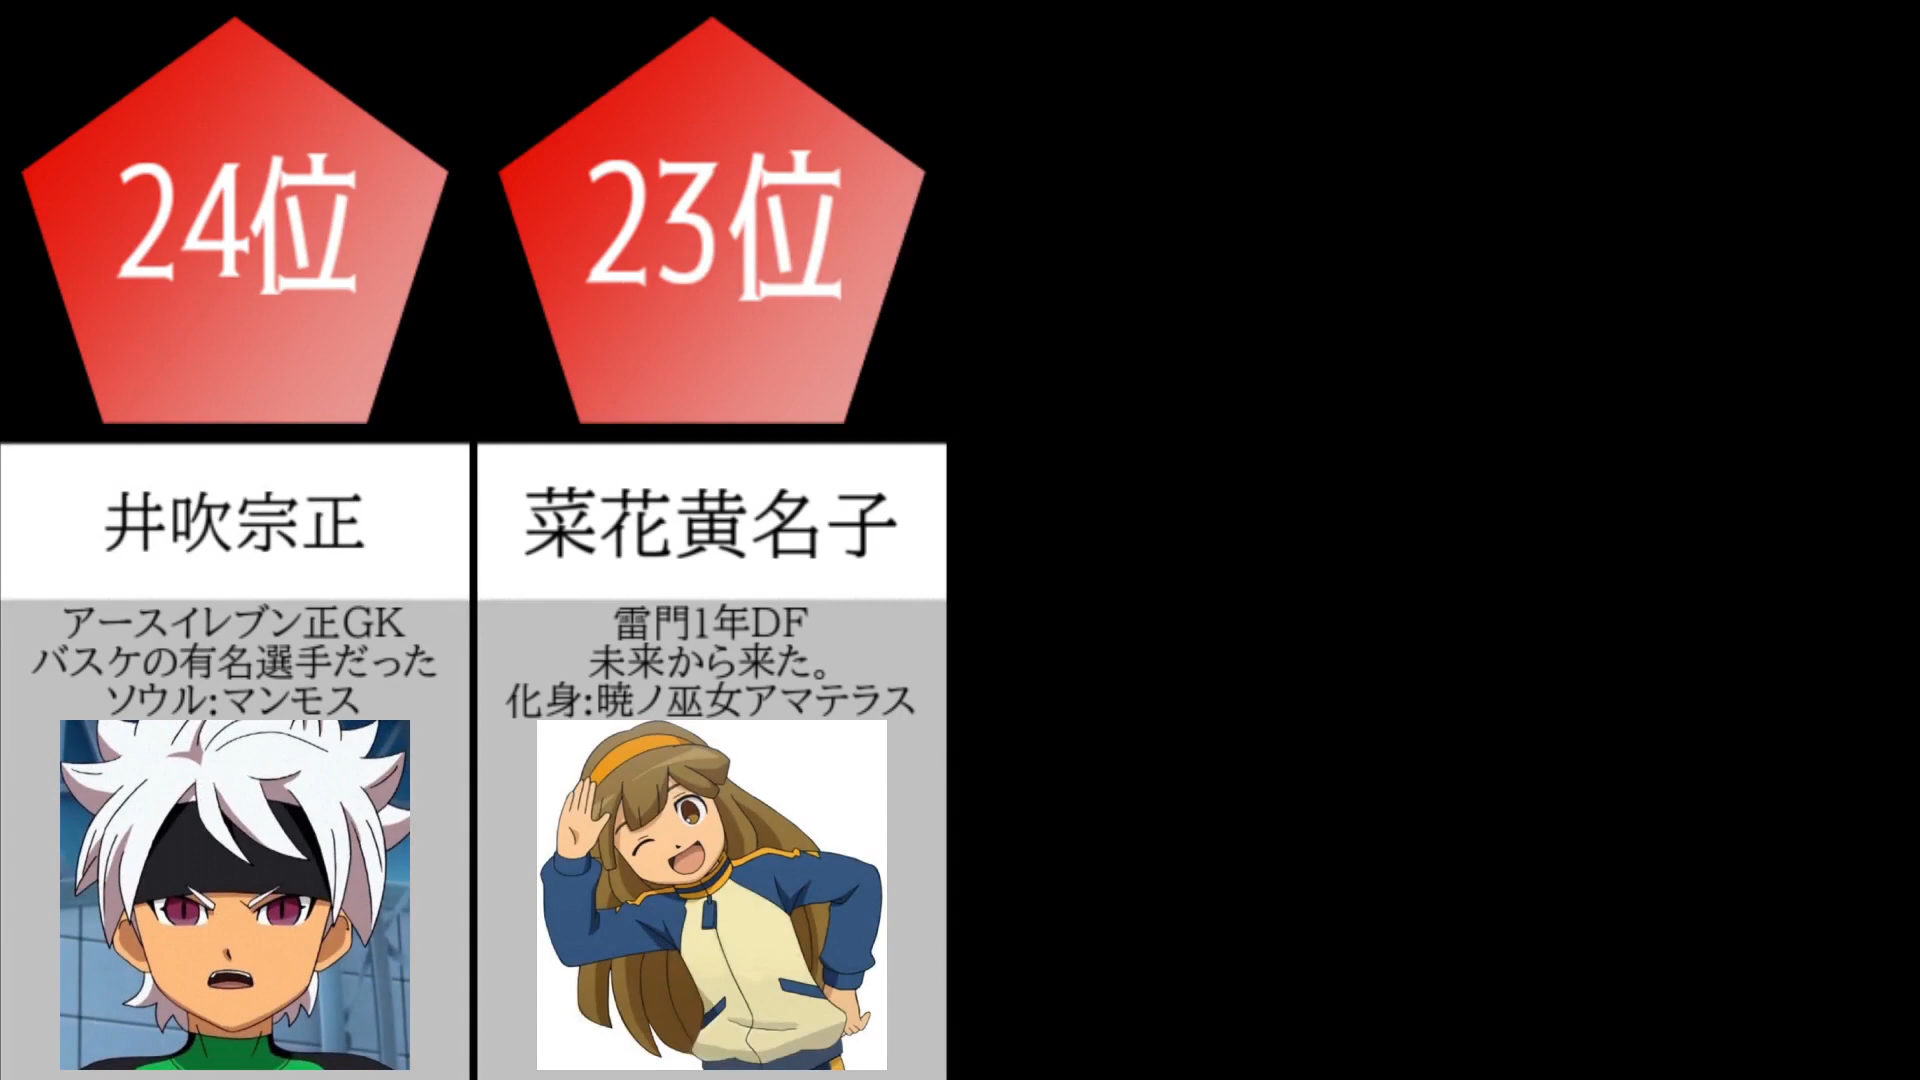 24位
井吹宗正
アースイレブン正GK
バスケの有名選手だった
ソウル:マンモス
23位
菜花黄名子
雷門1年DF
未来から来た。
化身:暁ノ巫女アマテラス